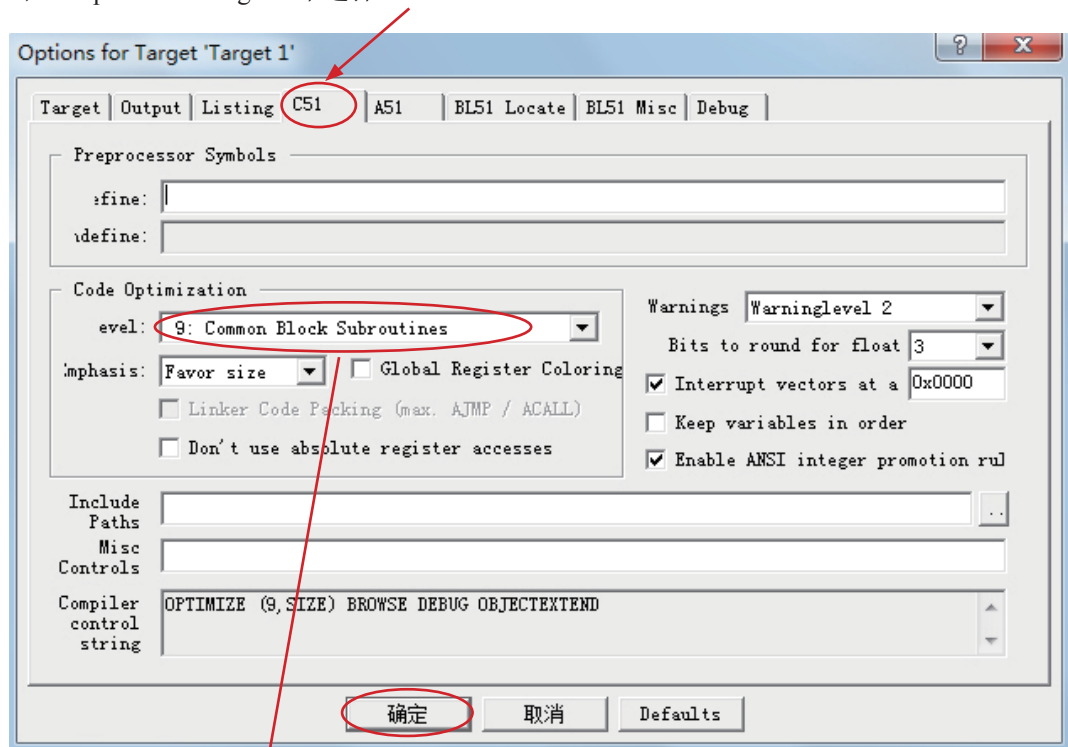 Options for Target 'Target 1'
Target Output Listing C51 A51 BL51 Locate BL51 Misc Debug
Preprocessor Symbols
efine:
define:
Code Optimization
evel: 9: Common Block Subroutines
Warnings Warninglevel 2
Bits to round for float 3
mphasis: Favor size Global Register Coloring
Interrupt vectors at a 0x0000
Linker Code Packing (max. AJMP / ACALL)
Keep variables in order
Don't use absolute register accesses
Enable ANSI integer promotion rul
Include Paths ..
Misc Controls
Compiler control string OPTIMIZE (9,SIZE) BROWSE DEBUG OBJECTEXTEND
确定 取消 Defaults